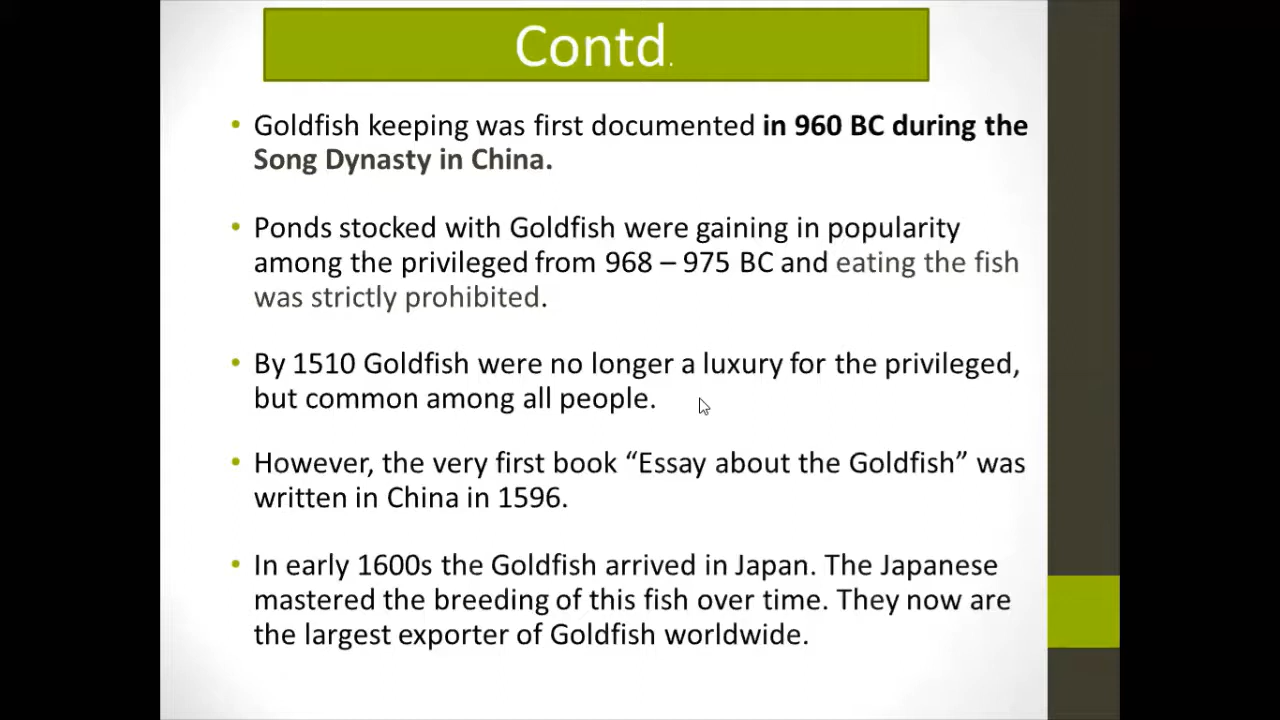 Contd.
• Goldfish keeping was first documented in 960 BC during the
Song Dynasty in China.
• Ponds stocked with Goldfish were gaining in popularity
among the privileged from 968 – 975 BC and eating the fish
was strictly prohibited.
• By 1510 Goldfish were no longer a luxury for the privileged,
but common among all people.
• However, the very first book “Essay about the Goldfish” was
written in China in 1596.
• In early 1600s the Goldfish arrived in Japan. The Japanese
mastered the breeding of this fish over time. They now are
the largest exporter of Goldfish worldwide.